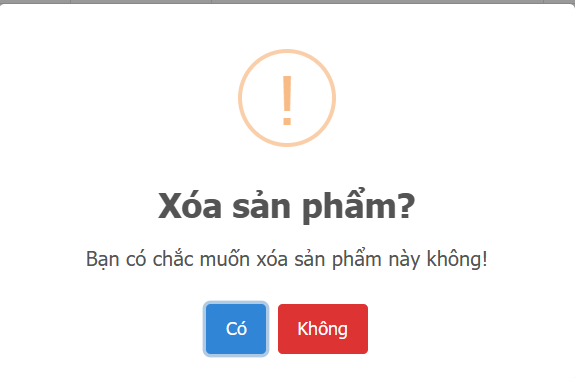 !
Xóa sản phẩm?
Bạn có chắc muốn xóa sản phẩm này không!
Có
Không